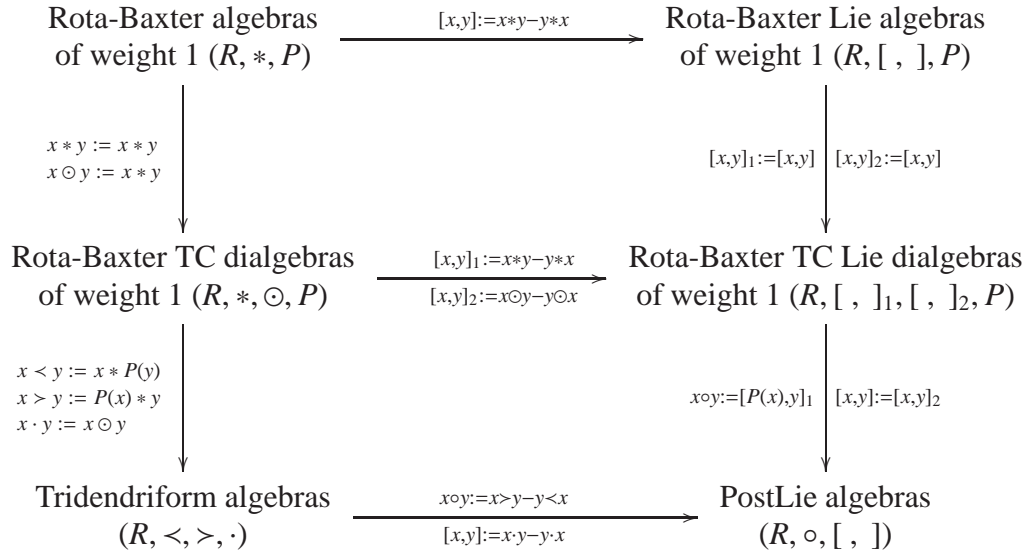 Rota-Baxter algebras
of weight 1 (R, ∗, P)
[x,y]:=x∗y−y∗x
Rota-Baxter Lie algebras
of weight 1 (R, [ , ], P)
x ∗ y := x ∗ y
x ⊙ y := x ∗ y
[x,y]₁:=[x,y]
[x,y]₂:=[x,y]
Rota-Baxter TC dialgebras
of weight 1 (R, ∗, ⊙, P)
[x,y]₁:=x∗y−y∗x
[x,y]₂:=x⊙y−y⊙x
Rota-Baxter TC Lie dialgebras
of weight 1 (R, [ , ]₁, [ , ]₂, P)
x ≺ y := x ∗ P(y)
x ≻ y := P(x) ∗ y
x · y := x ⊙ y
x∘y:=[P(x),y]₁
[x,y]:=[x,y]₂
Tridendriform algebras
(R, ≺, ≻, ·)
x∘y:=x≻y−y≺x
[x,y]:=x·y−y·x
PostLie algebras
(R, ∘, [ , ])